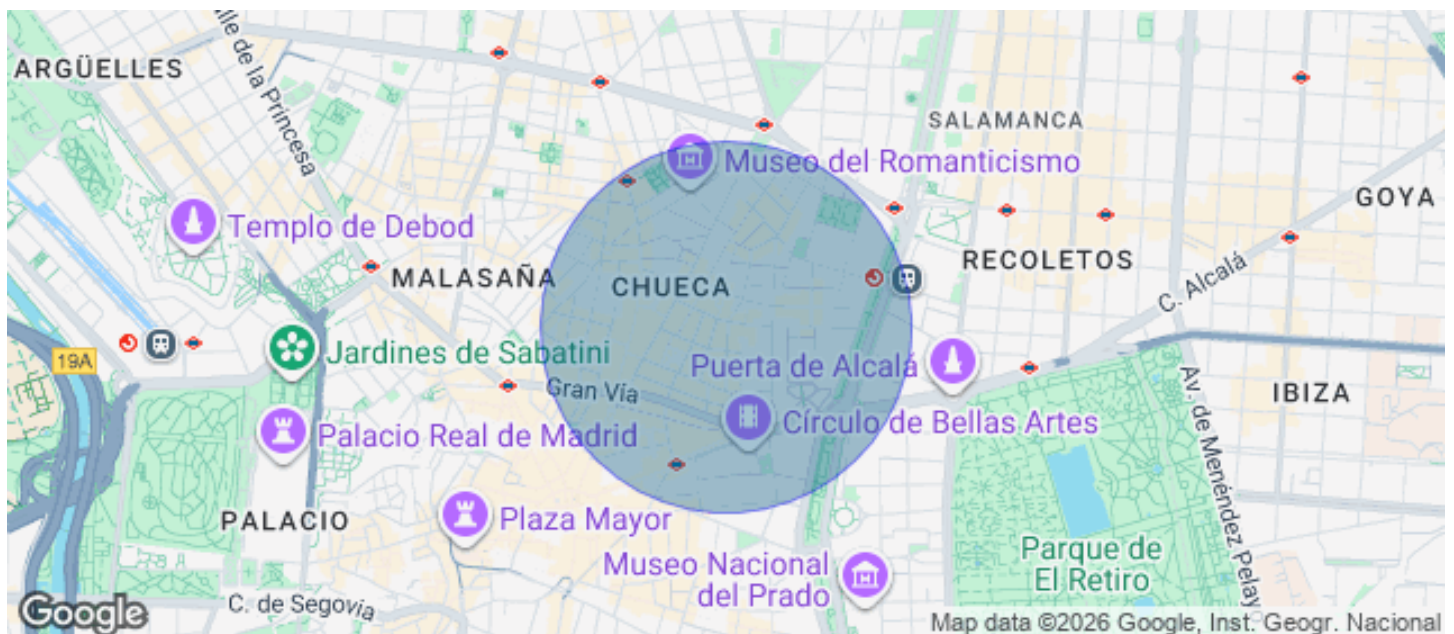 ARGÜELLES
lle de la Princesa
SALAMANCA
Museo del Romanticismo
GOYA
Templo de Debod
RECOLETOS
MALASAÑA
CHUECA
C. Alcalá
Jardines de Sabatini
19A
Puerta de Alcalá
Gran Vía
IBIZA
Palacio Real de Madrid
Círculo de Bellas Artes
Av. de Menéndez Pelay
PALACIO
Plaza Mayor
Museo Nacional
del Prado
Parque de
El Retiro
C. de Segovia
Google
Map data ©2026 Google, Inst. Geogr. Nacional